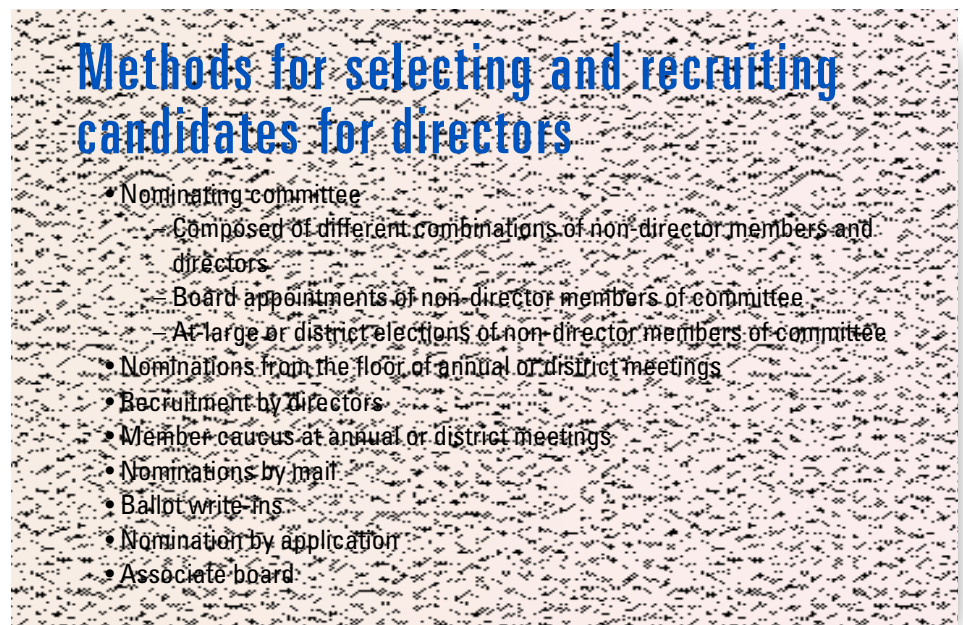 Methods for selecting and recruiting
candidates for directors
• Nominating committee
– Composed of different combinations of non-director members and
directors
– Board appointments of non-director members of committee
– At-large or district elections of non-director members of committee
• Nominations from the floor of annual or district meetings
• Recruitment by directors
• Member caucus at annual or district meetings
• Nominations by mail
• Ballot write-ins
• Nomination by application
• Associate board